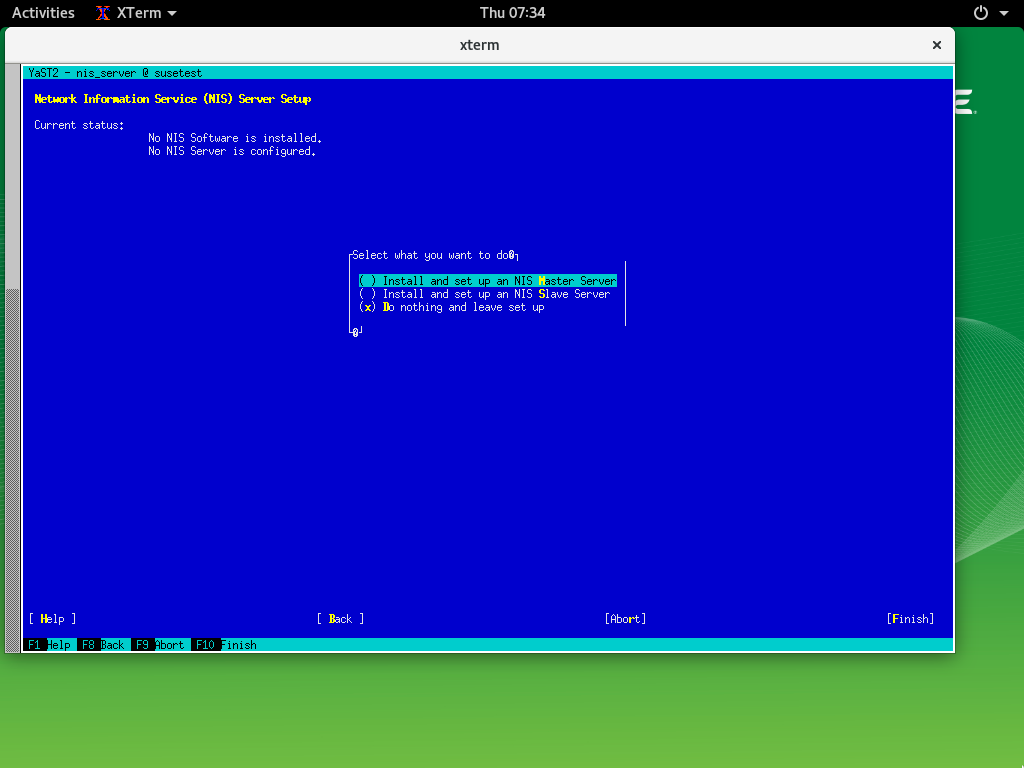 Activities XTerm Thu 07:34
xterm
YaST2 - nis_server @ susetest
Network Information Service (NIS) Server Setup
Current status:
No NIS Software is installed.
No NIS Server is configured.
Select what you want to do
( ) Install and set up an NIS Master Server
( ) Install and set up an NIS Slave Server
(x) Do nothing and leave set up
[ Help ] [ Back ] [Abort] [Finish]
F1 Help F8 Back F9 Abort F10 Finish